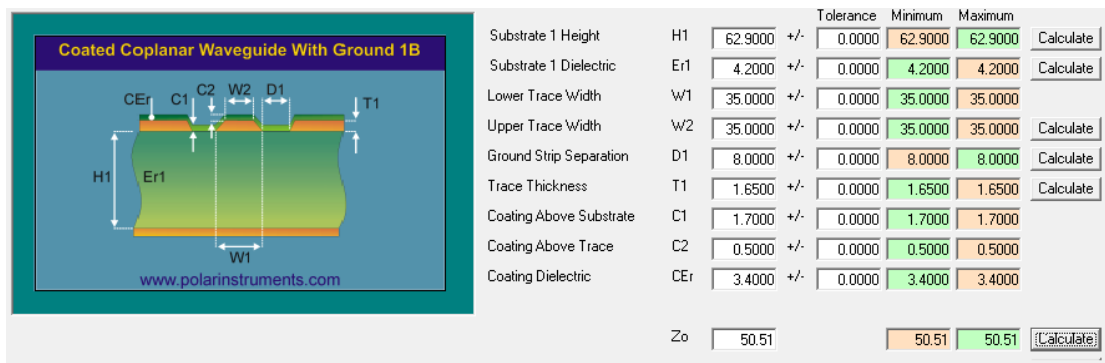 Coated Coplanar Waveguide With Ground 1B
CEr C1 C2 W2 D1 T1
H1 Er1
W1
www.polarinstruments.com
Tolerance Minimum Maximum
Substrate 1 Height H1 62.9000 +/- 0.0000 62.9000 62.9000 Calculate
Substrate 1 Dielectric Er1 4.2000 +/- 0.0000 4.2000 4.2000 Calculate
Lower Trace Width W1 35.0000 +/- 0.0000 35.0000 35.0000
Upper Trace Width W2 35.0000 +/- 0.0000 35.0000 35.0000 Calculate
Ground Strip Separation D1 8.0000 +/- 0.0000 8.0000 8.0000 Calculate
Trace Thickness T1 1.6500 +/- 0.0000 1.6500 1.6500 Calculate
Coating Above Substrate C1 1.7000 +/- 0.0000 1.7000 1.7000
Coating Above Trace C2 0.5000 +/- 0.0000 0.5000 0.5000
Coating Dielectric CEr 3.4000 +/- 0.0000 3.4000 3.4000
Zo 50.51 50.51 50.51 Calculate